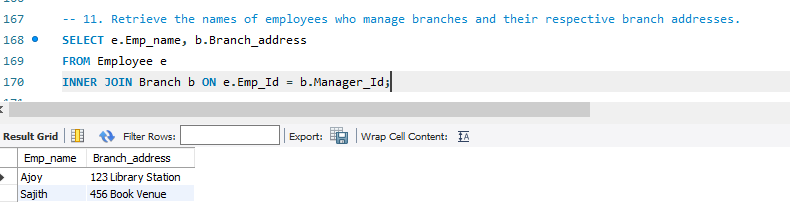 167 -- 11. Retrieve the names of employees who manage branches and their respective branch addresses.
168 SELECT e.Emp_name, b.Branch_address
169 FROM Employee e
170 INNER JOIN Branch b ON e.Emp_Id = b.Manager_Id;
Result Grid Filter Rows: Export: Wrap Cell Content: IA
Emp_name Branch_address
Ajoy 123 Library Station
Sajith 456 Book Venue